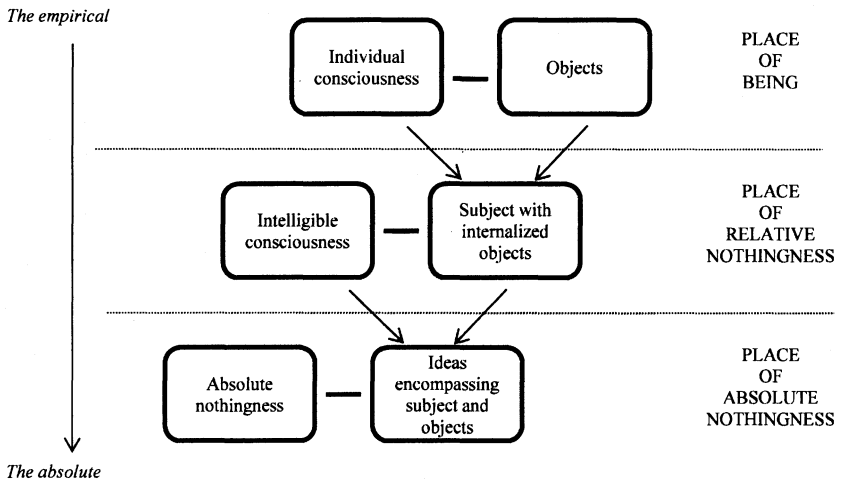 The empirical
Individual
consciousness
Objects
PLACE
OF
BEING
Intelligible
consciousness
Subject with
internalized
objects
PLACE
OF
RELATIVE
NOTHINGNESS
Absolute
nothingness
Ideas
encompassing
subject and
objects
PLACE
OF
ABSOLUTE
NOTHINGNESS
The absolute